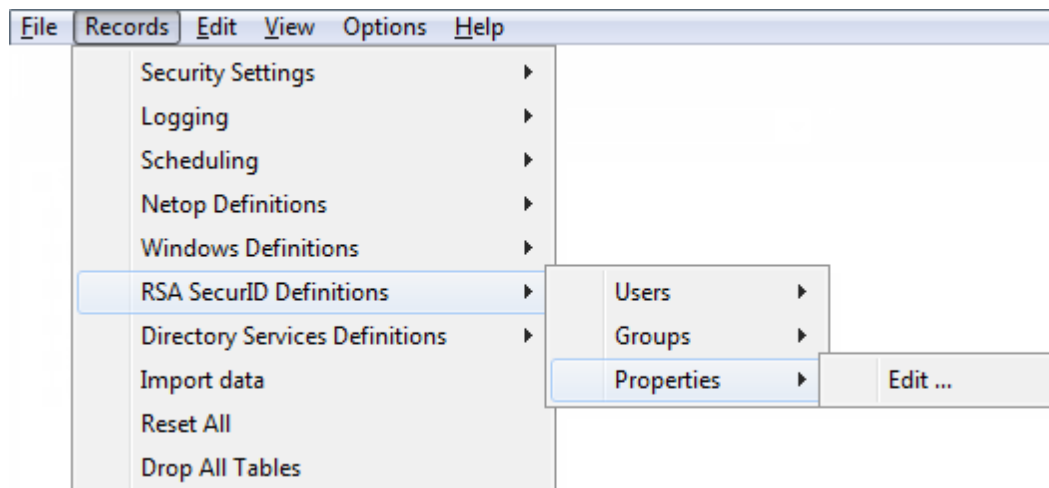 File Records Edit View Options Help
Security Settings
Logging
Scheduling
Netop Definitions
Windows Definitions
RSA SecurID Definitions
Directory Services Definitions
Import data
Reset All
Drop All Tables
Users
Groups
Properties
Edit ...